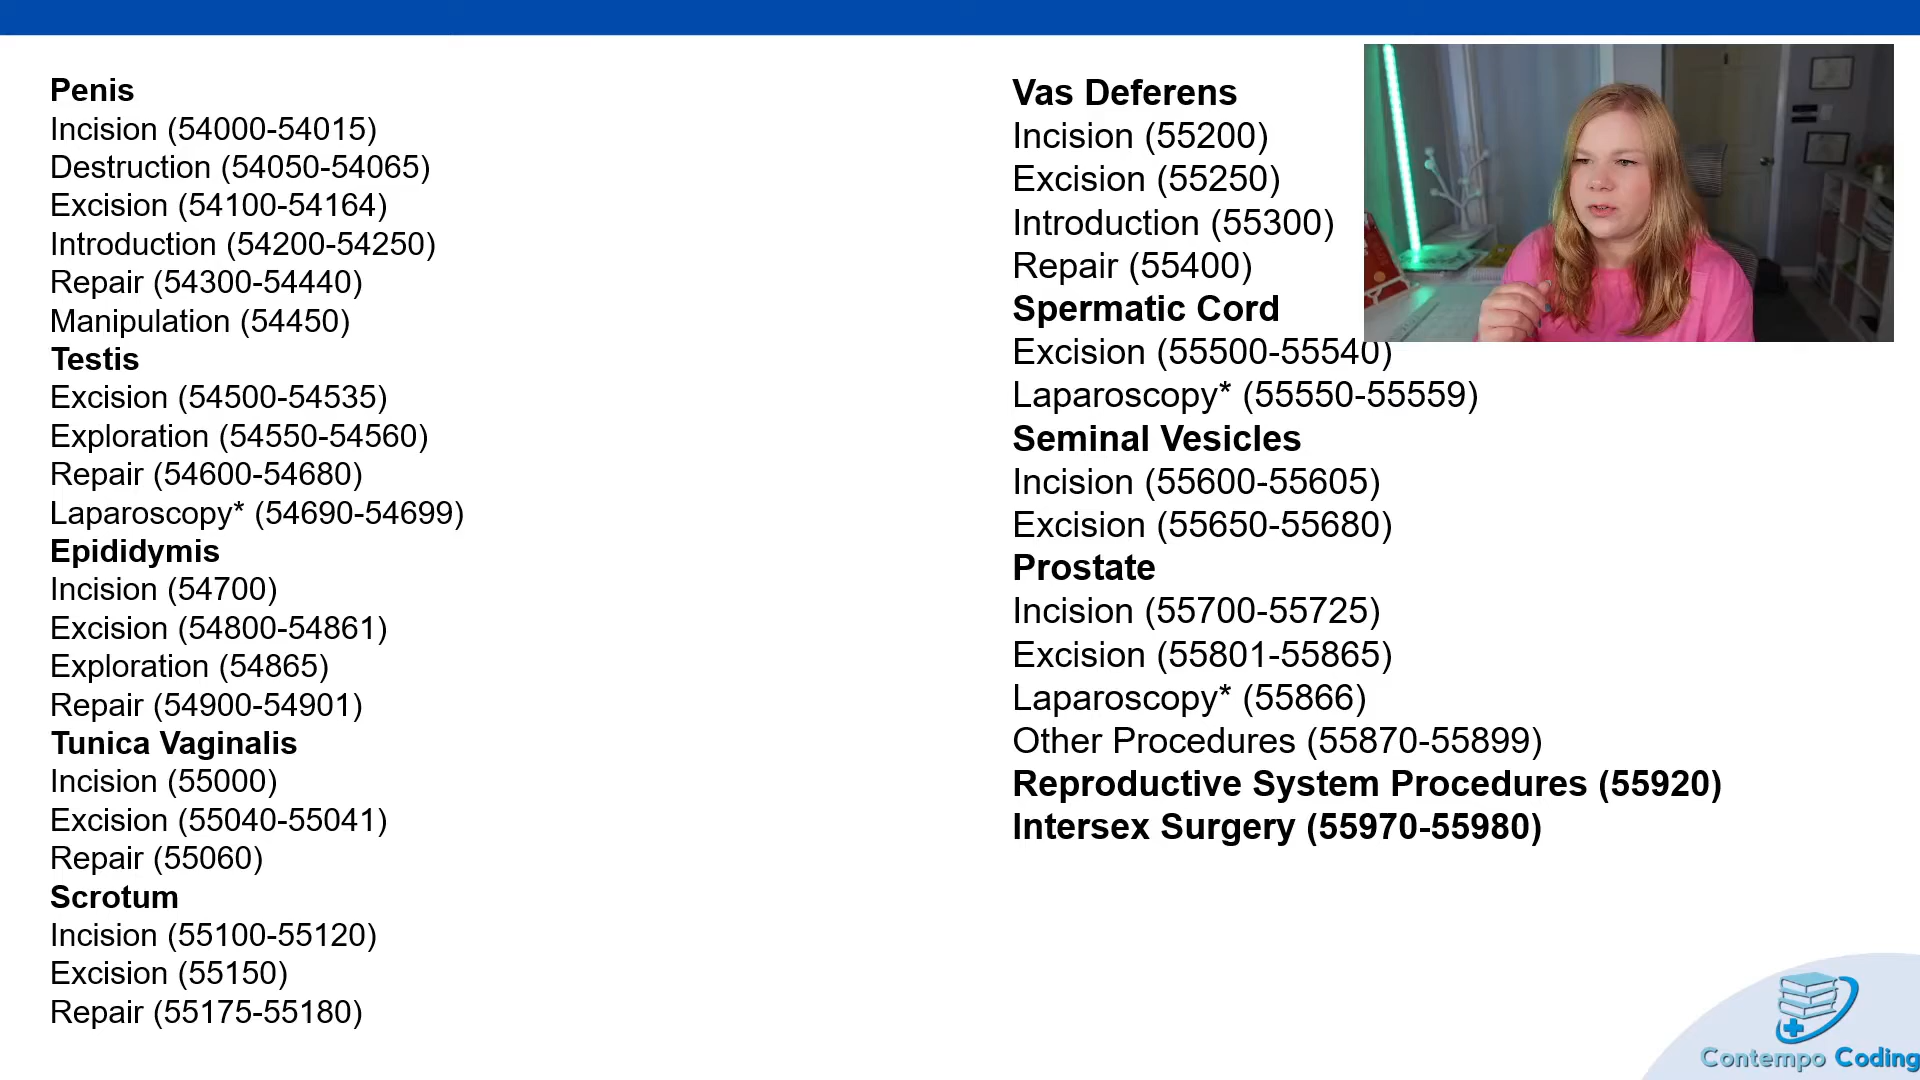 Penis
Incision (54000-54015)
Destruction (54050-54065)
Excision (54100-54164)
Introduction (54200-54250)
Repair (54300-54440)
Manipulation (54450)
Testis
Excision (54500-54535)
Exploration (54550-54560)
Repair (54600-54680)
Laparoscopy* (54690-54699)
Epididymis
Incision (54700)
Excision (54800-54861)
Exploration (54865)
Repair (54900-54901)
Tunica Vaginalis
Incision (55000)
Excision (55040-55041)
Repair (55060)
Scrotum
Incision (55100-55120)
Excision (55150)
Repair (55175-55180)
Vas Deferens
Incision (55200)
Excision (55250)
Introduction (55300)
Repair (55400)
Spermatic Cord
Excision (55500-55540)
Laparoscopy* (55550-55559)
Seminal Vesicles
Incision (55600-55605)
Excision (55650-55680)
Prostate
Incision (55700-55725)
Excision (55801-55865)
Laparoscopy* (55866)
Other Procedures (55870-55899)
Reproductive System Procedures (55920)
Intersex Surgery (55970-55980)
Contempo Coding